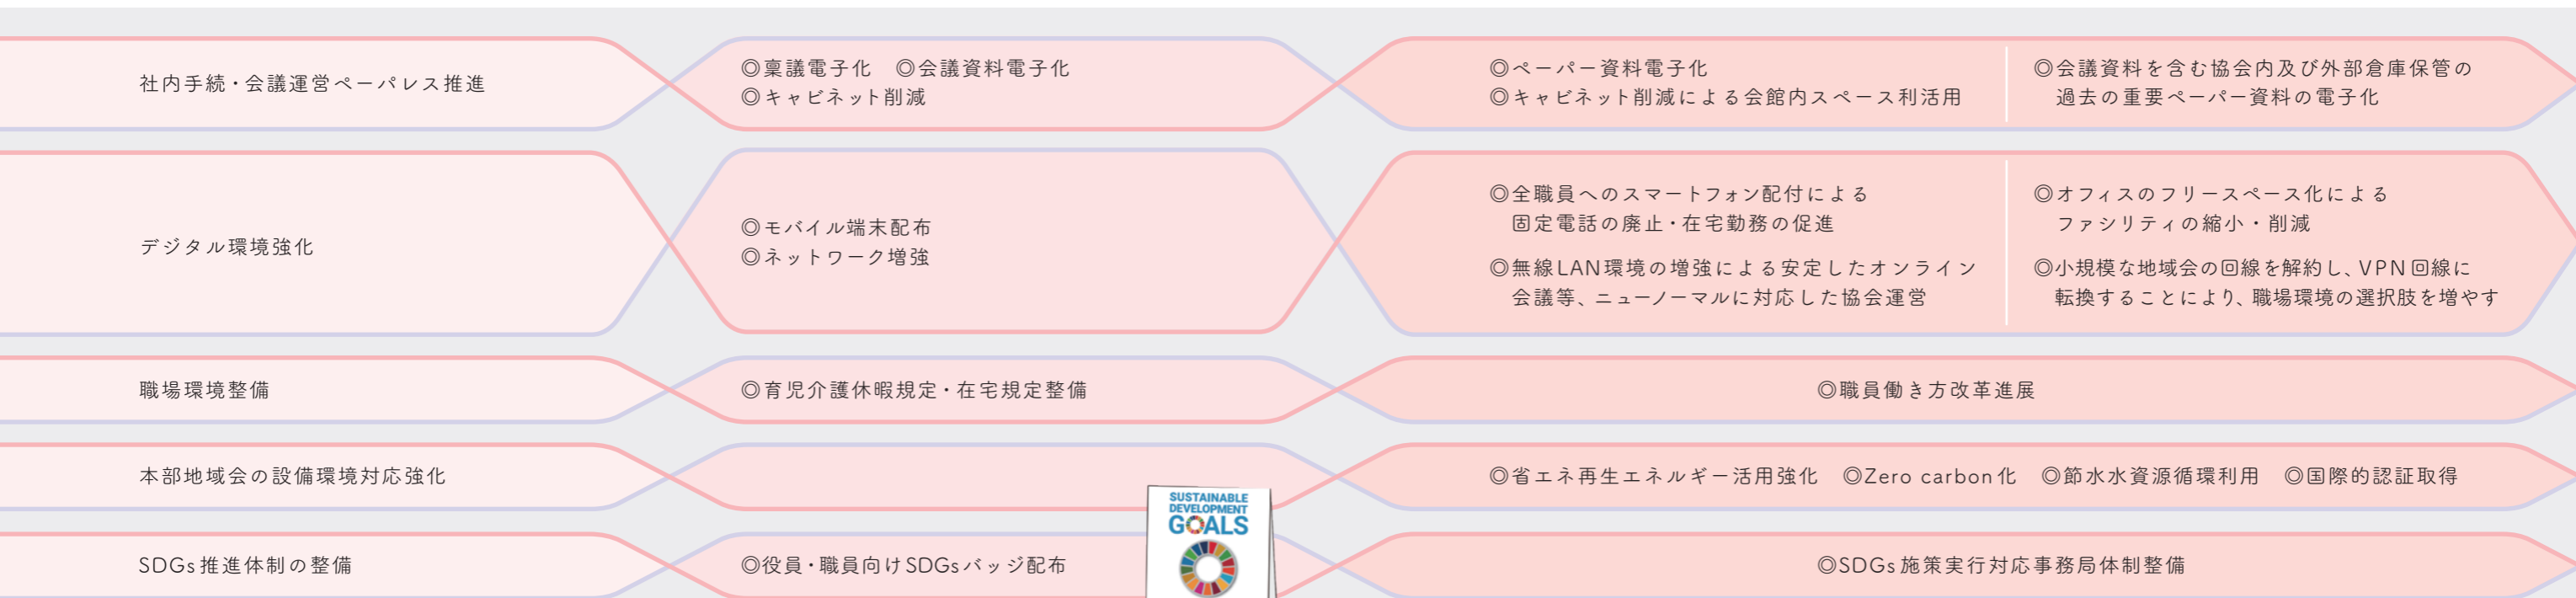 社内手続・会議運営ペーパレス推進
◎稟議電子化　◎会議資料電子化
◎キャビネット削減
◎ペーパー資料電子化
◎キャビネット削減による会館内スペース利活用
◎会議資料を含む協会内及び外部倉庫保管の
過去の重要ペーパー資料の電子化
デジタル環境強化
◎モバイル端末配布
◎ネットワーク増強
◎全職員へのスマートフォン配付による
固定電話の廃止・在宅勤務の促進
◎無線LAN環境の増強による安定したオンライン
会議等、ニューノーマルに対応した協会運営
◎オフィスのフリースペース化による
ファシリティの縮小・削減
◎小規模な地域会の回線を解約し、VPN回線に
転換することにより、職場環境の選択肢を増やす
職場環境整備
◎育児介護休暇規定・在宅規定整備
◎職員働き方改革進展
本部地域会の設備環境対応強化
◎省エネ再生エネルギー活用強化　◎Zero carbon化　◎節水水資源循環利用　◎国際的認証取得
SUSTAINABLE
DEVELOPMENT
GOALS
SDGs推進体制の整備
◎役員・職員向けSDGsバッジ配布
◎SDGs施策実行対応事務局体制整備